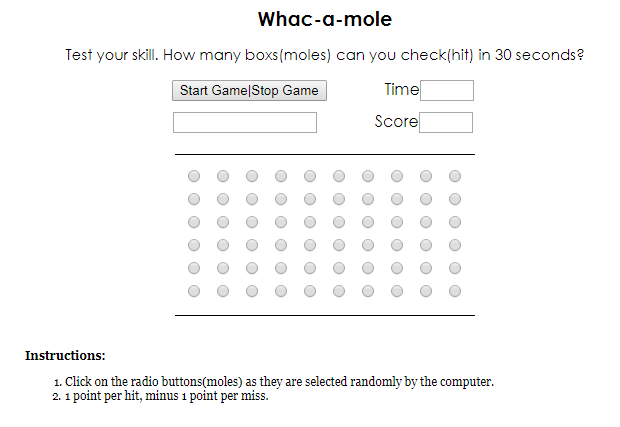 Whac-a-mole
Test your skill. How many boxs(moles) can you check(hit) in 30 seconds?
Start Game|Stop Game Time
Score
Instructions:
1. Click on the radio buttons(moles) as they are selected randomly by the computer.
2. 1 point per hit, minus 1 point per miss.